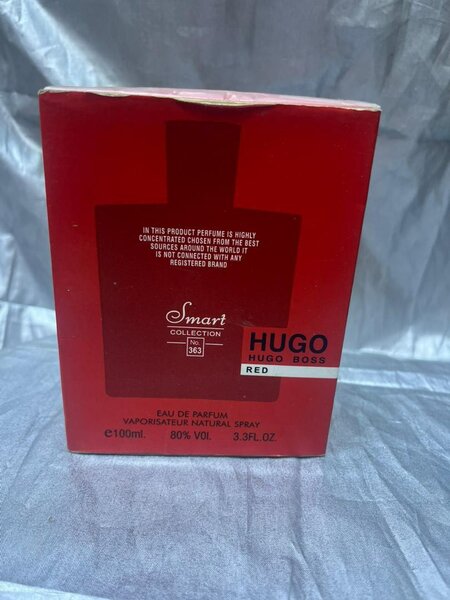 IN THIS PRODUCT PERFUME IS HIGHLY
CONCENTRATED CHOSEN FROM THE BEST
SOURCES AROUND THE WORLD IT
IS NOT CONNECTED WITH ANY
REGISTERED BRAND
Smart
COLLECTION
No.
363
HUGO
HUGO BOSS
RED
EAU DE PARFUM
VAPORISATEUR NATURAL SPRAY
e100ml. 80% VOL. 3.3FL.OZ.